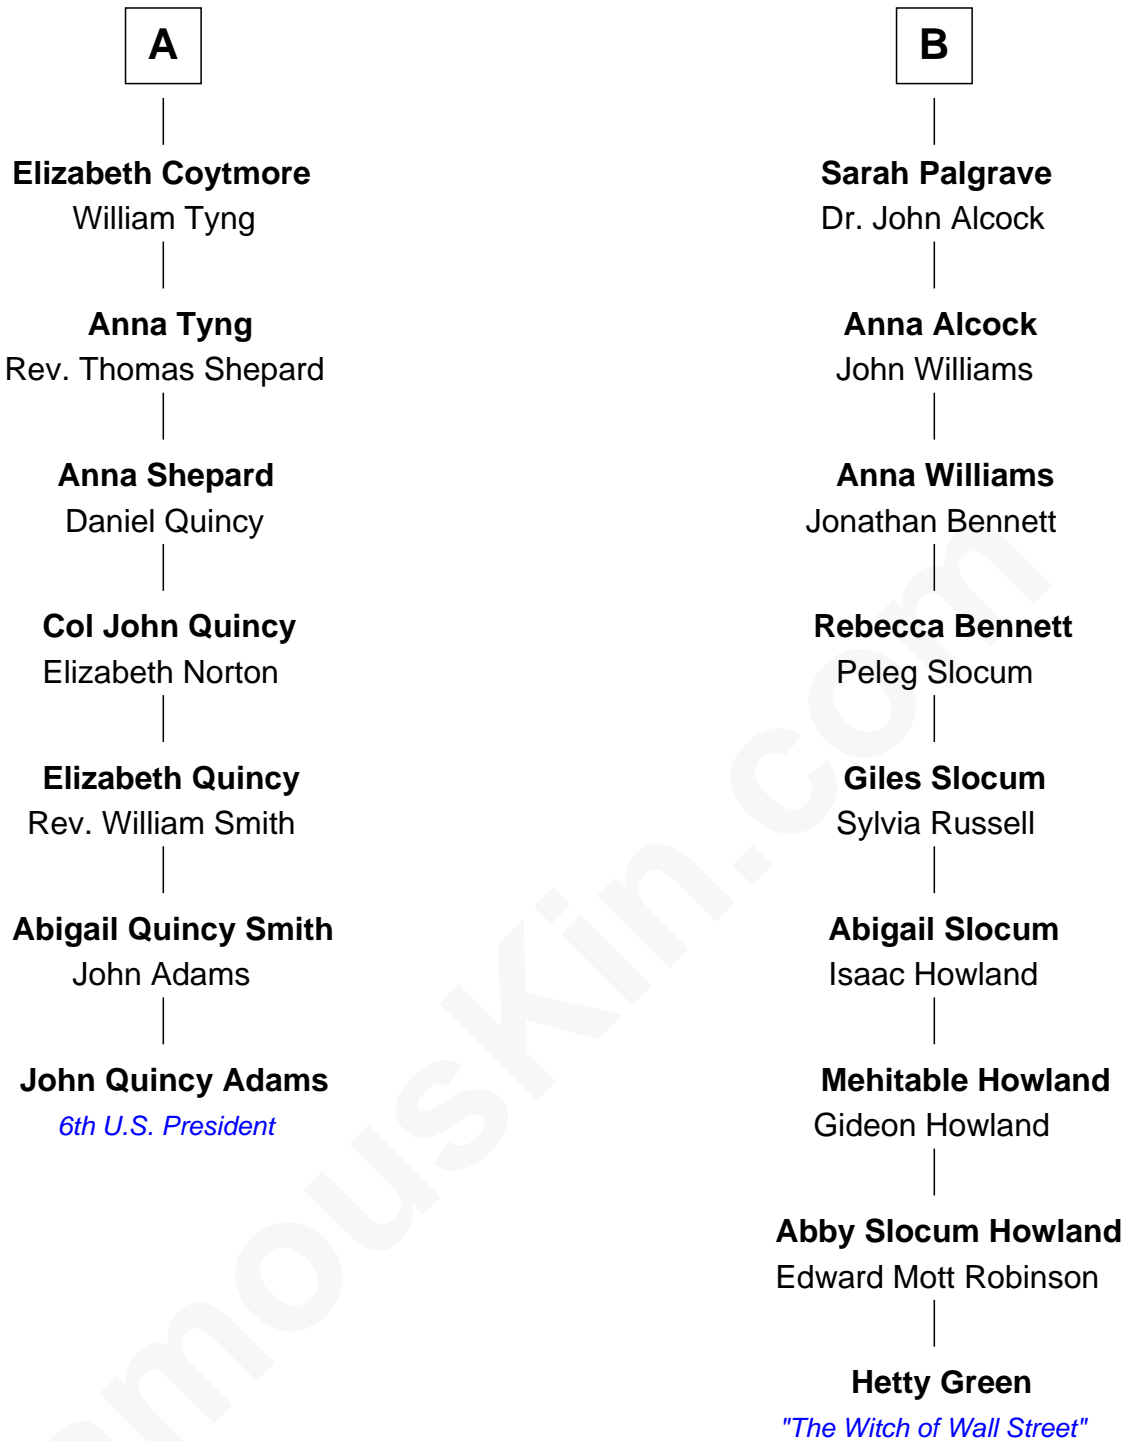 A
Elizabeth Coytmore
William Tyng
Anna Tyng
Rev. Thomas Shepard
Anna Shepard
Daniel Quincy
Col John Quincy
Elizabeth Norton
Elizabeth Quincy
Rev. William Smith
Abigail Quincy Smith
John Adams
John Quincy Adams
6th U.S. President
B
Sarah Palgrave
Dr. John Alcock
Anna Alcock
John Williams
Anna Williams
Jonathan Bennett
Rebecca Bennett
Peleg Slocum
Giles Slocum
Sylvia Russell
Abigail Slocum
Isaac Howland
Mehitable Howland
Gideon Howland
Abby Slocum Howland
Edward Mott Robinson
Hetty Green
"The Witch of Wall Street"
amousKin.com